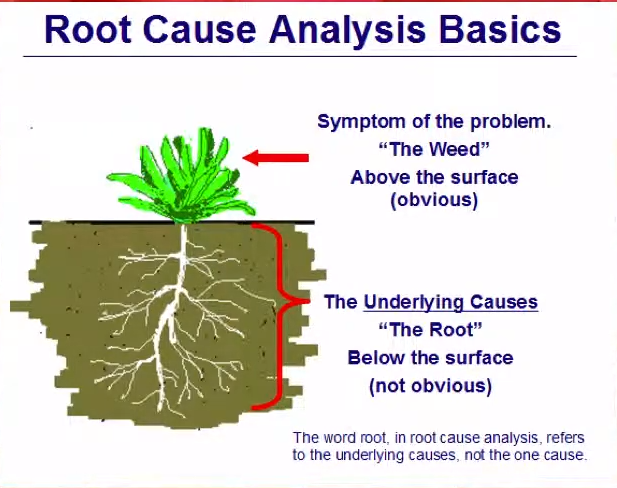 Root Cause Analysis Basics
Symptom of the problem.
“The Weed”
Above the surface
(obvious)
The Underlying Causes
“The Root”
Below the surface
(not obvious)
The word root, in root cause analysis, refers
to the underlying causes, not the one cause.